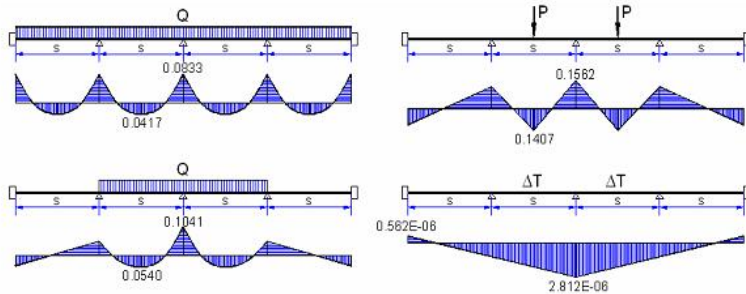 Q
S S S S
0.0833
0.0417
P P
S S S S
0.1562
0.1407
Q
S S S S
0.1041
0.0540
ΔT ΔT
S S S S
0.562E-06
2.812E-06